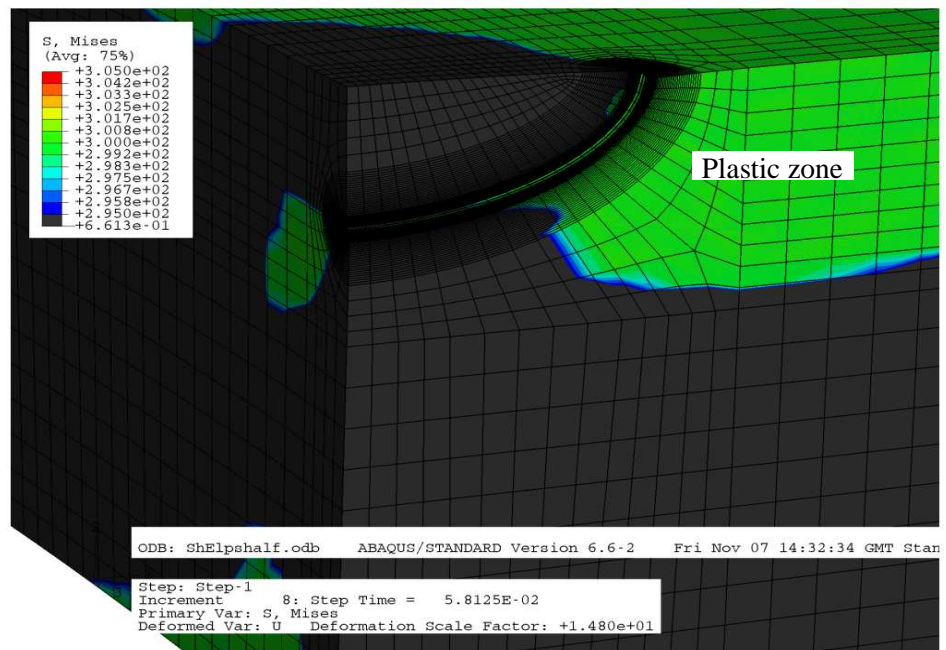 S, Mises
(Avg: 75%)
+3.050e+02
+3.042e+02
+3.033e+02
+3.025e+02
+3.017e+02
+3.008e+02
+3.000e+02
+2.992e+02
+2.983e+02
+2.975e+02
+2.967e+02
+2.958e+02
+2.950e+02
+6.613e-01
Plastic zone
ODB: ShElpshalf.odb ABAQUS/STANDARD Version 6.6-2 Fri Nov 07 14:32:34 GMT Stan
Step: Step-1
Increment 8: Step Time = 5.8125E-02
Primary Var: S, Mises
Deformed Var: U Deformation Scale Factor: +1.480e+01